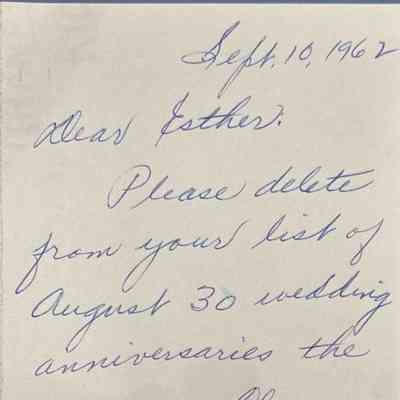 Sept. 10, 1962
Dear Esther:
Please delete
from your list of
August 30 wedding
anniversaries the